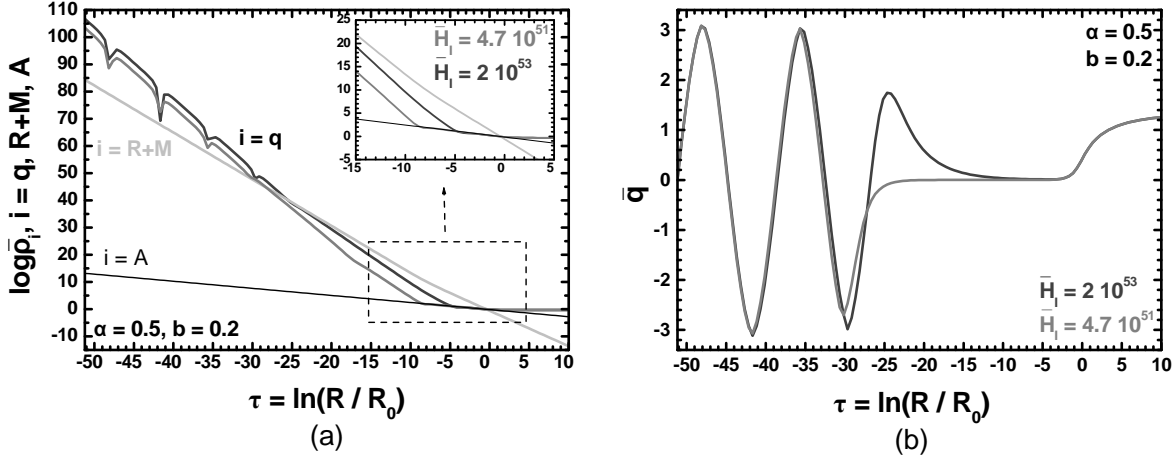 logρ̄ᵢ, i = q, R+M, A
110
100
90
80
70
60
50
40
30
20
10
0
-10
i = q
i = R+M
i = A
α = 0.5, b = 0.2
25
20
15
10
5
0
-5
-15 -10 -5 0 5
H̄_I = 4.7 10^51
H̄_I = 2 10^53
-50 -45 -40 -35 -30 -25 -20 -15 -10 -5 0 5 10
τ = ln(R / R₀)
(a)
q̄
3
2
1
0
-1
-2
-3
α = 0.5
b = 0.2
H̄_I = 2 10^53
H̄_I = 4.7 10^51
-50 -45 -40 -35 -30 -25 -20 -15 -10 -5 0 5 10
τ = ln(R / R₀)
(b)